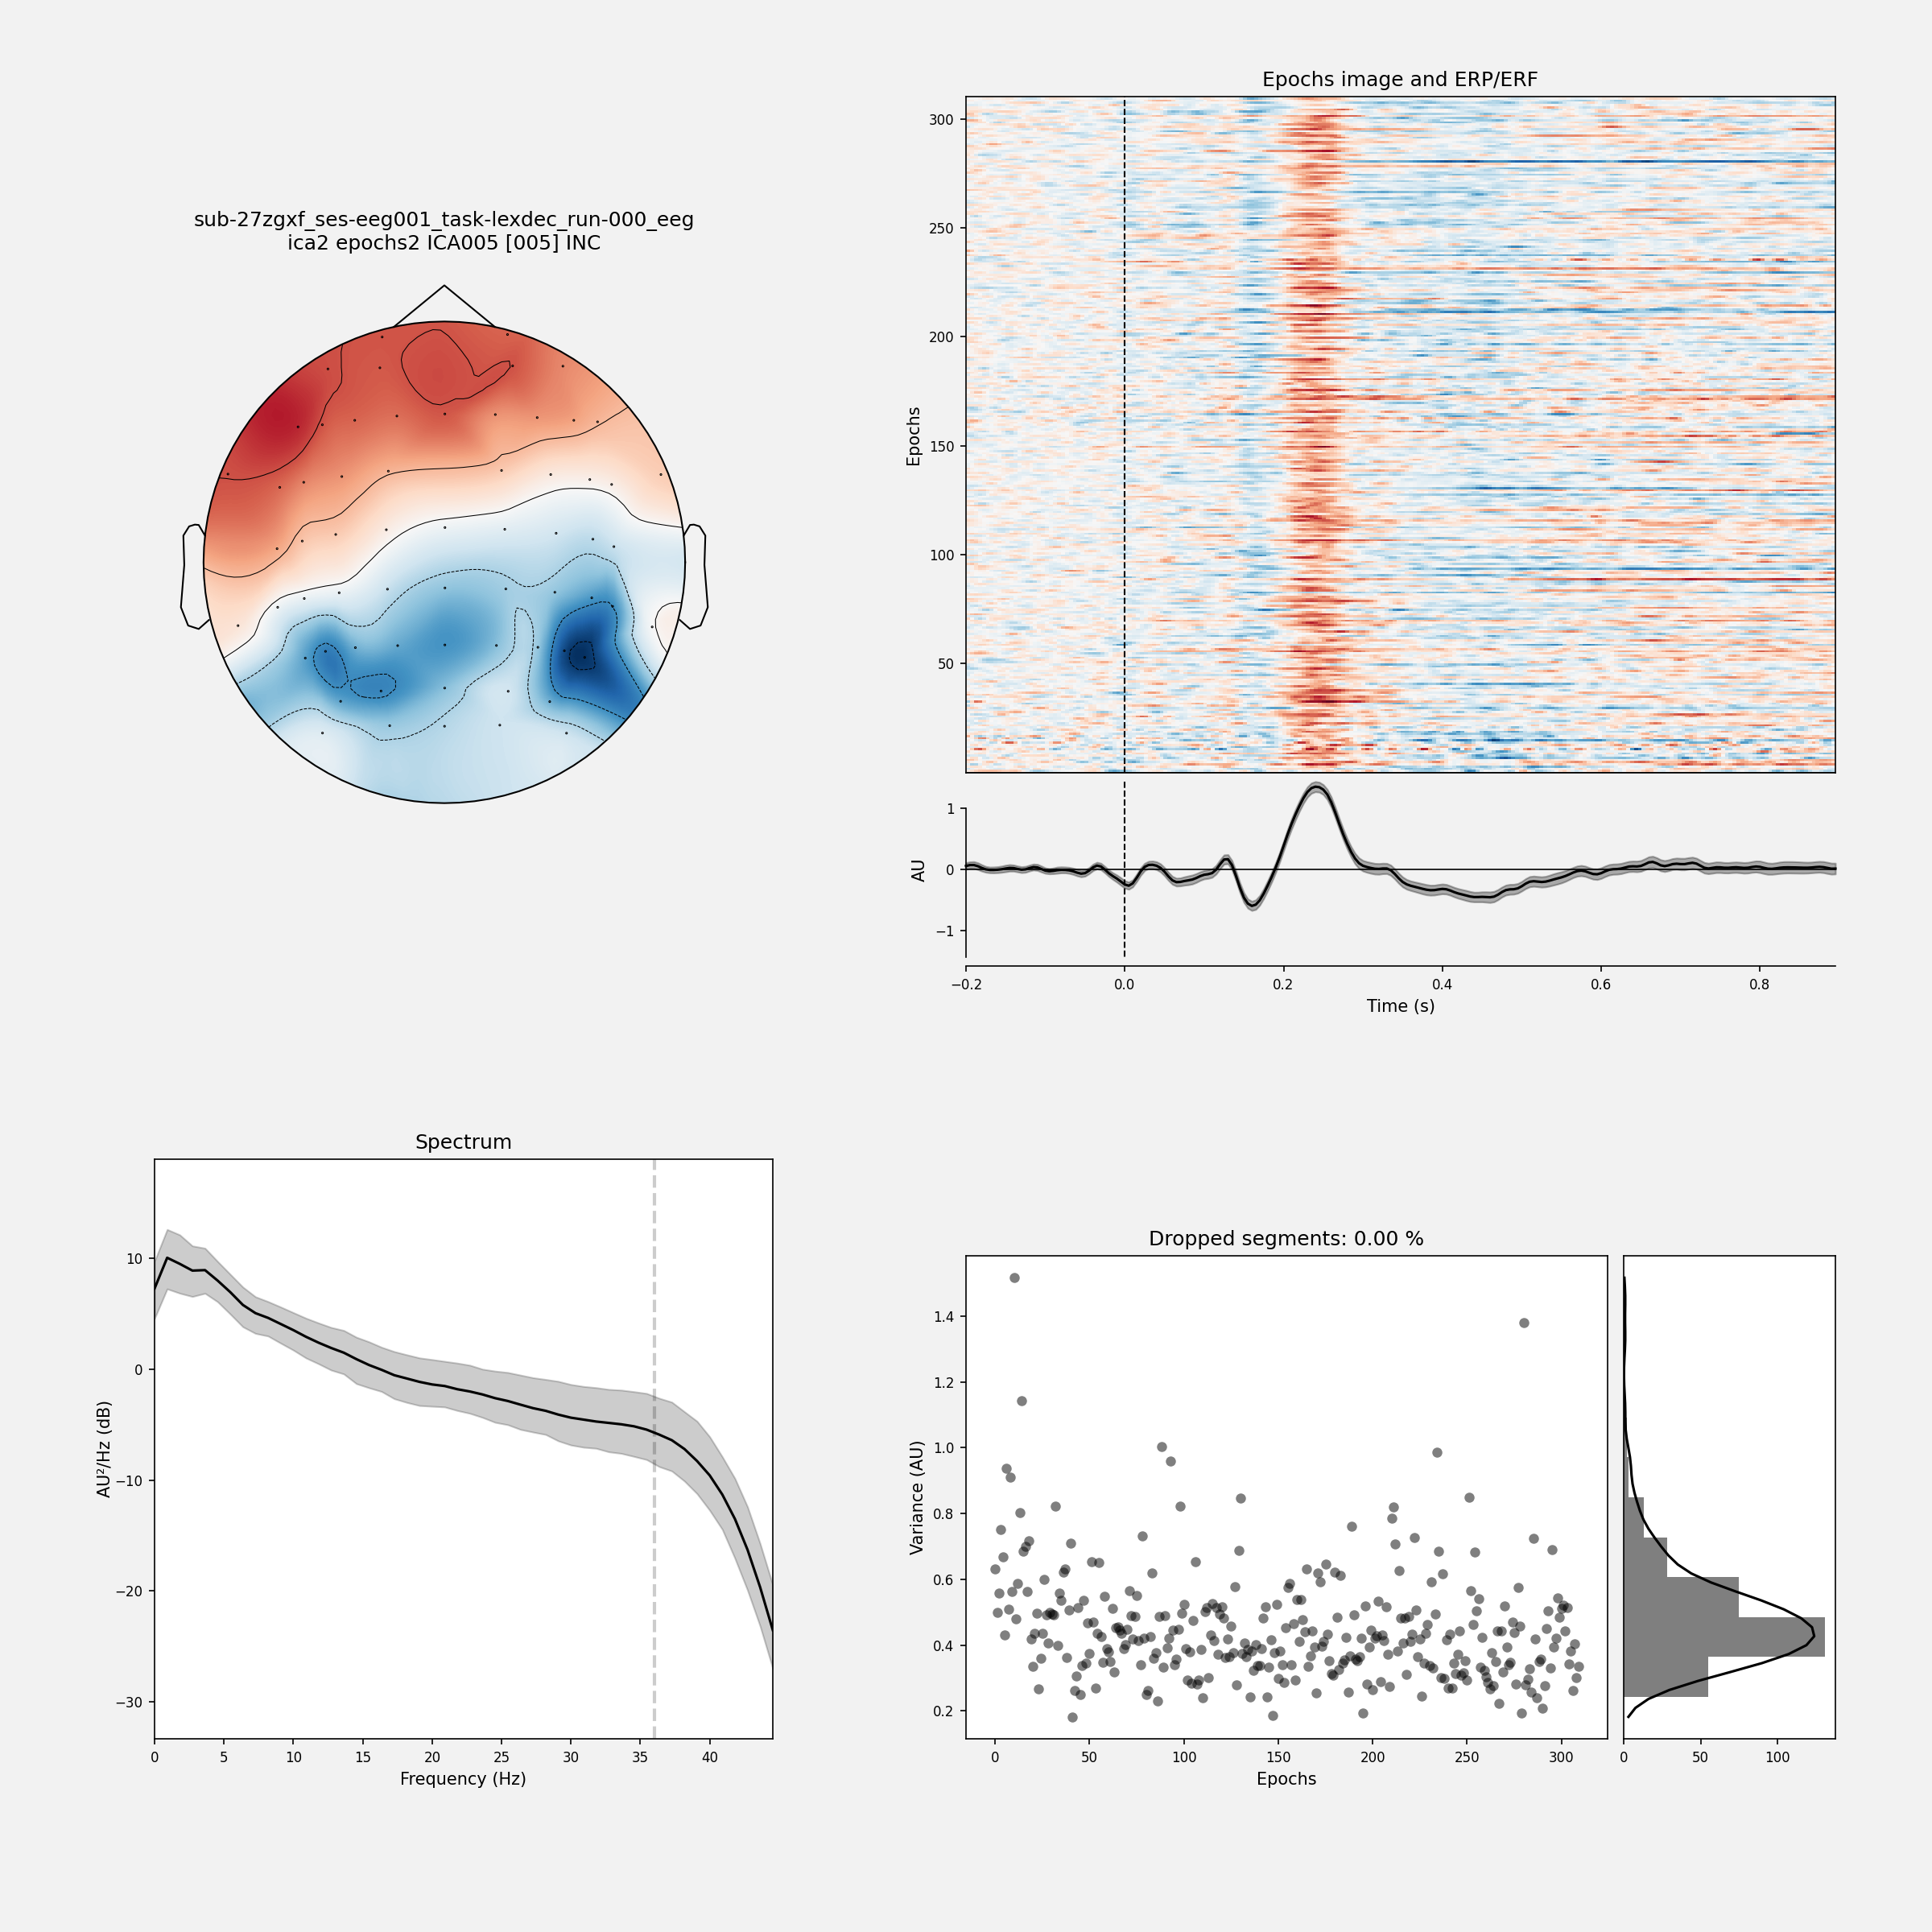 sub-27zgxf_ses-eeg001_task-lexdec_run-000_eeg
ica2 epochs2 ICA005 [005] INC
Epochs image and ERP/ERF
300
250
200
150
100
50
Epochs
1
0
−1
AU
−0.2 0.0 0.2 0.4 0.6 0.8
Time (s)
Spectrum
10
0
−10
−20
−30
AU²/Hz (dB)
0 5 10 15 20 25 30 35 40
Frequency (Hz)
Dropped segments: 0.00 %
1.4
1.2
1.0
0.8
0.6
0.4
0.2
Variance (AU)
0 50 100 150 200 250 300
Epochs
0 50 100